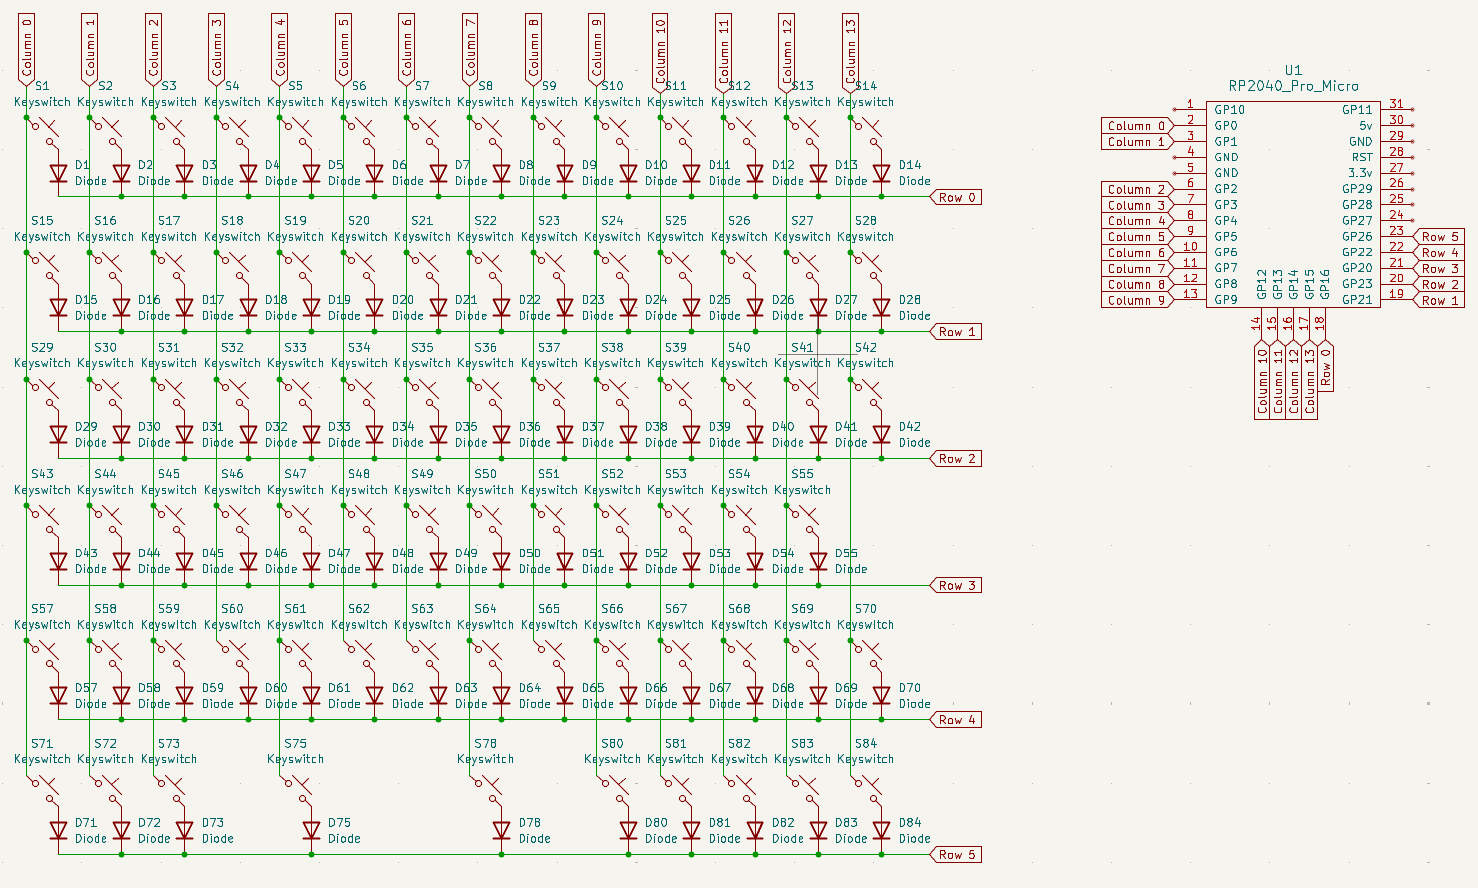 Column 0 Column 1 Column 2 Column 3 Column 4 Column 5 Column 6 Column 7 Column 8 Column 9 Column 10 Column 11 Column 12 Column 13
S1 S2 S3 S4 S5 S6 S7 S8 S9 S10 S11 S12 S13 S14
Keyswitch Keyswitch Keyswitch Keyswitch Keyswitch Keyswitch Keyswitch Keyswitch Keyswitch Keyswitch Keyswitch Keyswitch Keyswitch Keyswitch
D1 D2 D3 D4 D5 D6 D7 D8 D9 D10 D11 D12 D13 D14
Diode Diode Diode Diode Diode Diode Diode Diode Diode Diode Diode Diode Diode Diode
Row 0
S15 S16 S17 S18 S19 S20 S21 S22 S23 S24 S25 S26 S27 S28
Keyswitch Keyswitch Keyswitch Keyswitch Keyswitch Keyswitch Keyswitch Keyswitch Keyswitch Keyswitch Keyswitch Keyswitch Keyswitch Keyswitch
D15 D16 D17 D18 D19 D20 D21 D22 D23 D24 D25 D26 D27 D28
Diode Diode Diode Diode Diode Diode Diode Diode Diode Diode Diode Diode Diode Diode
Row 1
S29 S30 S31 S32 S33 S34 S35 S36 S37 S38 S39 S40 S41 S42
Keyswitch Keyswitch Keyswitch Keyswitch Keyswitch Keyswitch Keyswitch Keyswitch Keyswitch Keyswitch Keyswitch Keyswitch Keyswitch Keyswitch
D29 D30 D31 D32 D33 D34 D35 D36 D37 D38 D39 D40 D41 D42
Diode Diode Diode Diode Diode Diode Diode Diode Diode Diode Diode Diode Diode Diode
Row 2
S43 S44 S45 S46 S47 S48 S49 S50 S51 S52 S53 S54 S55
Keyswitch Keyswitch Keyswitch Keyswitch Keyswitch Keyswitch Keyswitch Keyswitch Keyswitch Keyswitch Keyswitch Keyswitch Keyswitch
D43 D44 D45 D46 D47 D48 D49 D50 D51 D52 D53 D54 D55
Diode Diode Diode Diode Diode Diode Diode Diode Diode Diode Diode Diode Diode
Row 3
S57 S58 S59 S60 S61 S62 S63 S64 S65 S66 S67 S68 S69 S70
Keyswitch Keyswitch Keyswitch Keyswitch Keyswitch Keyswitch Keyswitch Keyswitch Keyswitch Keyswitch Keyswitch Keyswitch Keyswitch Keyswitch
D57 D58 D59 D60 D61 D62 D63 D64 D65 D66 D67 D68 D69 D70
Diode Diode Diode Diode Diode Diode Diode Diode Diode Diode Diode Diode Diode Diode
Row 4
S71 S72 S73 S75 S78 S80 S81 S82 S83 S84
Keyswitch Keyswitch Keyswitch Keyswitch Keyswitch Keyswitch Keyswitch Keyswitch Keyswitch Keyswitch
D71 D72 D73 D75 D78 D80 D81 D82 D83 D84
Diode Diode Diode Diode Diode Diode Diode Diode Diode Diode
Row 5
U1
RP2040_Pro_Micro
1 GP10 GP11 31
Column 0 2 GP0 5v 30
Column 1 3 GP1 GND 29
4 GND RST 28
5 GND 3.3v 27
Column 2 6 GP2 GP29 26
Column 3 7 GP3 GP28 25
Column 4 8 GP4 GP27 24
Column 5 9 GP5 GP26 23 Row 5
Column 6 10 GP6 GP22 22 Row 4
Column 7 11 GP7 GP20 21 Row 3
Column 8 12 GP8 GP23 20 Row 2
Column 9 13 GP9 GP21 19 Row 1
GP12 GP13 GP14 GP15 GP16
14 15 16 17 18
Column 10 Column 11 Column 12 Column 13 Row 0